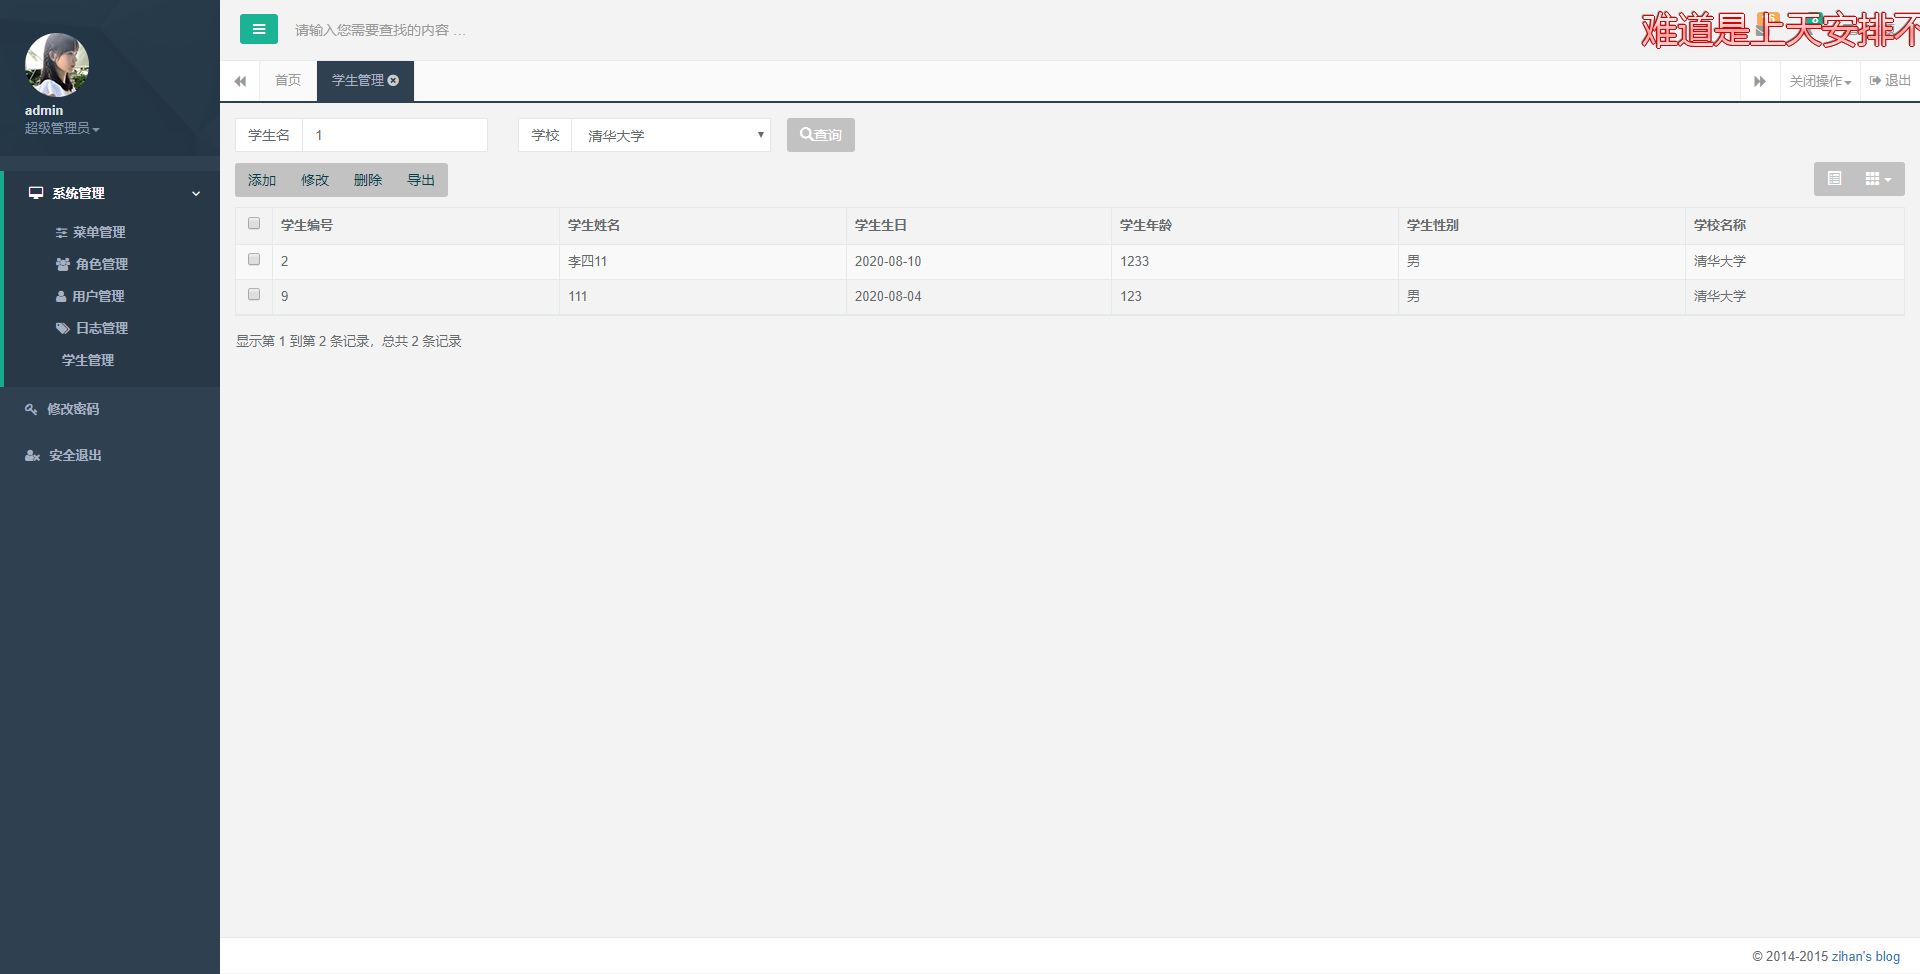 admin
超级管理员
系统管理
菜单管理
角色管理
用户管理
日志管理
学生管理
修改密码
安全退出
请输入您需要查找的内容 …
难道是上天安排不
首页
学生管理
关闭操作
退出
学生名 1 学校 清华大学 查询
添加 修改 删除 导出
学生编号 学生姓名 学生生日 学生年龄 学生性别 学校名称
2 李四11 2020-08-10 1233 男 清华大学
9 111 2020-08-04 123 男 清华大学
显示第 1 到第 2 条记录，总共 2 条记录
© 2014-2015 zihan's blog